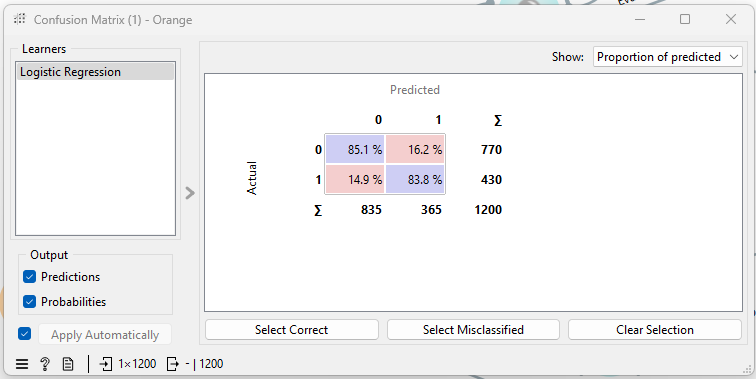 Confusion Matrix (1) - Orange
Learners
Logistic Regression
Show: Proportion of predicted
Predicted
0 1 Σ
Actual
0 85.1 % 16.2 % 770
1 14.9 % 83.8 % 430
Σ 835 365 1200
Output
Predictions
Probabilities
Apply Automatically
Select Correct Select Misclassified Clear Selection
1×1200 - | 1200